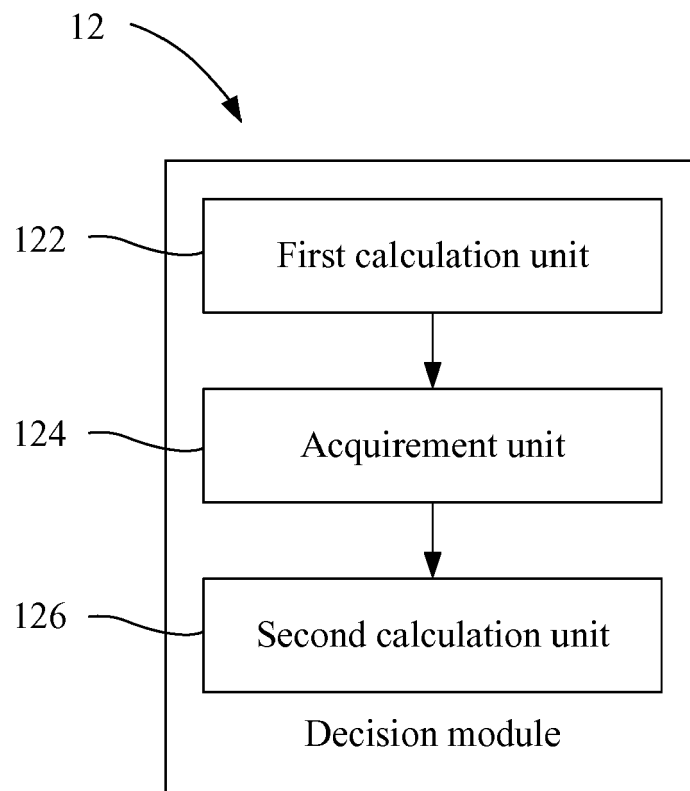 12
122
First calculation unit
124
Acquirement unit
126
Second calculation unit
Decision module